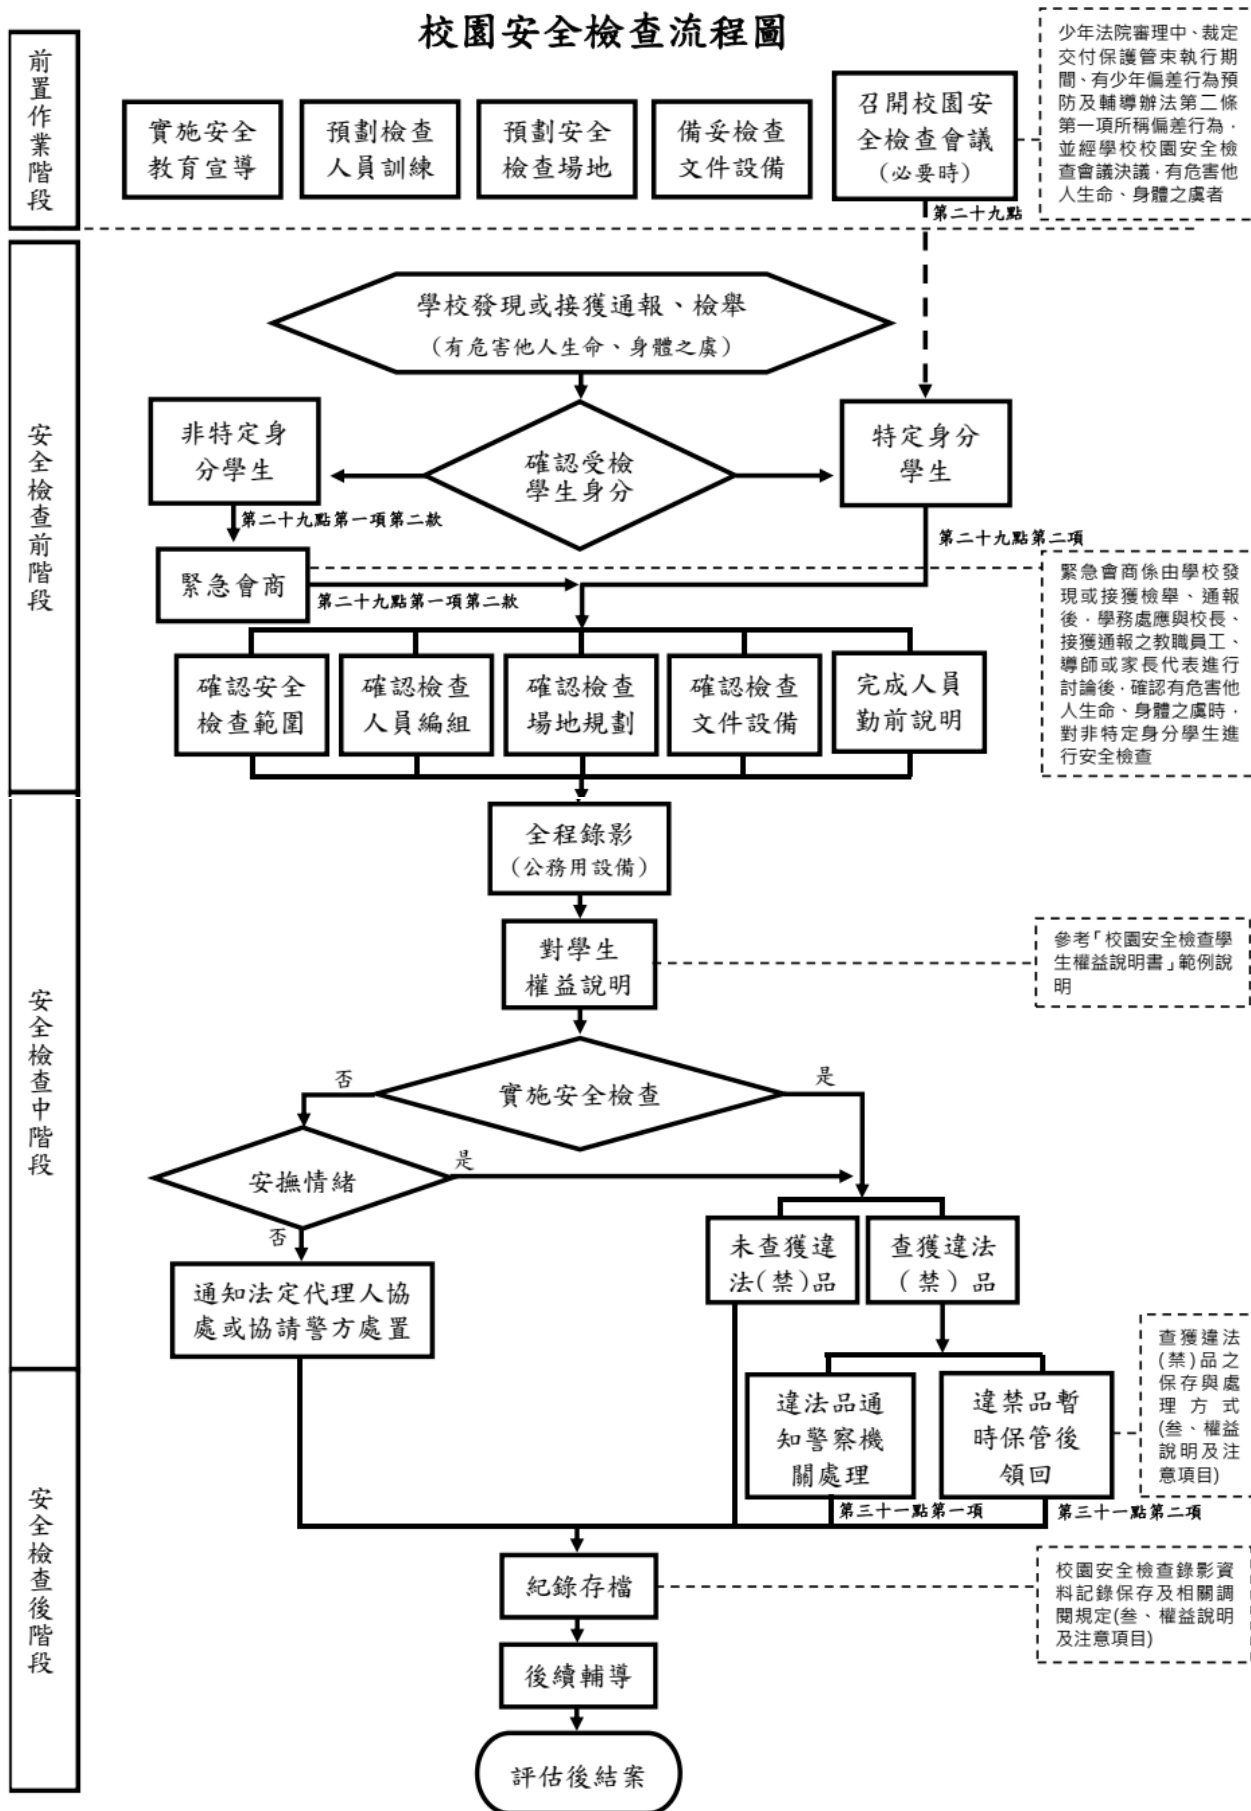 校園安全檢查流程圖
前置作業階段
實施安全
教育宣導
預劃檢查
人員訓練
預劃安全
檢查場地
備妥檢查
文件設備
召開校園安
全檢查會議
(必要時)
第二十九點
少年法院審理中、裁定
交付保護管束執行期
間、有少年偏差行為預
防及輔導辦法第二條
第一項所稱偏差行為，
並經學校校園安全檢
查會議決議，有危害他
人生命、身體之虞者
安全檢查前階段
學校發現或接獲通報、檢舉
(有危害他人生命、身體之虞)
非特定身
分學生
確認受檢
學生身分
特定身分
學生
第二十九點第一項第二款
第二十九點第二項
緊急會商
第二十九點第一項第二款
緊急會商係由學校發
現或接獲檢舉、通報
後，學務處應與校長、
接獲通報之教職員工、
導師或家長代表進行
討論後，確認有危害他
人生命、身體之虞時，
對非特定身分學生進
行安全檢查
確認安全
檢查範圍
確認檢查
人員編組
確認檢查
場地規劃
確認檢查
文件設備
完成人員
勤前說明
安全檢查中階段
全程錄影
(公務用設備)
對學生
權益說明
參考「校園安全檢查學
生權益說明書」範例說
明
實施安全檢查
否
是
安撫情緒
是
否
通知法定代理人協
處或協請警方處置
未查獲違
法(禁)品
查獲違法
(禁)品
違法品通
知警察機
關處理
違禁品暫
時保管後
領回
查獲違法
(禁)品之
保存與處
理方式
(叁、權益
說明及注
意項目)
第三十一點第一項
第三十一點第二項
安全檢查後階段
紀錄存檔
校園安全檢查錄影資
料記錄保存及相關調
閱規定(叁、權益說明
及注意項目)
後續輔導
評估後結案